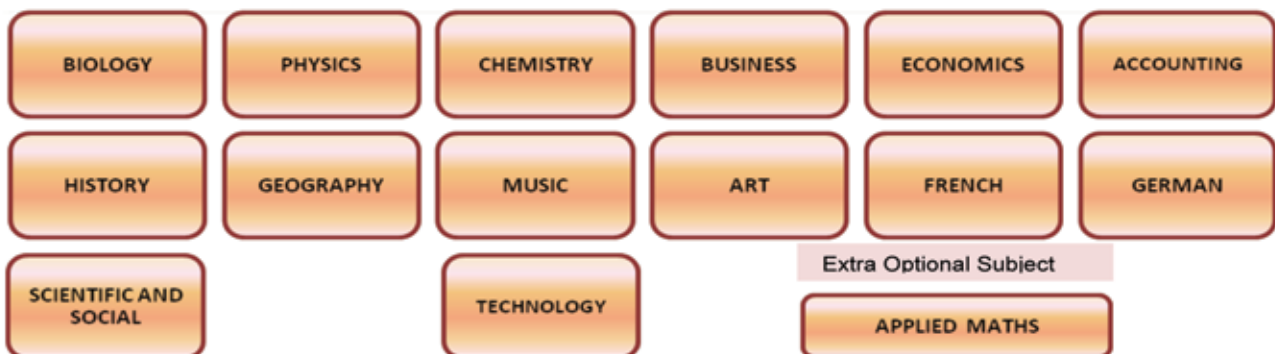 BIOLOGY
PHYSICS
CHEMISTRY
BUSINESS
ECONOMICS
ACCOUNTING
HISTORY
GEOGRAPHY
MUSIC
ART
FRENCH
GERMAN
SCIENTIFIC AND
SOCIAL
TECHNOLOGY
Extra Optional Subject
APPLIED MATHS